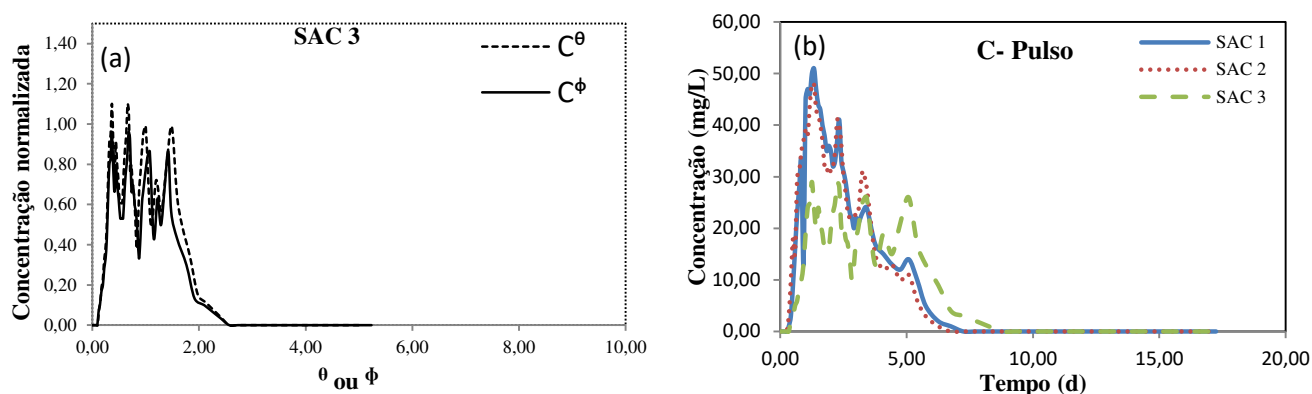 (a)
SAC 3
C^θ
C^ϕ
1,40
1,20
1,00
0,80
0,60
0,40
0,20
0,00
Concentração normalizada
0,00 2,00 4,00 6,00 8,00 10,00
θ ou ϕ
(b)
C- Pulso
SAC 1
SAC 2
SAC 3
60,00
50,00
40,00
30,00
20,00
10,00
0,00
Concentração (mg/L)
0,00 5,00 10,00 15,00 20,00
Tempo (d)